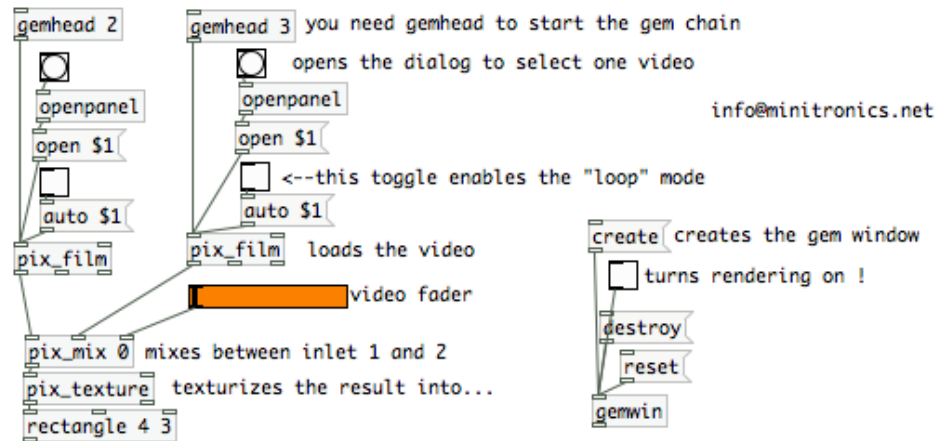 gemhead 2
gemhead 3 you need gemhead to start the gem chain
opens the dialog to select one video
openpanel
openpanel
info@minitronics.net
open $1
open $1
<--this toggle enables the "loop" mode
auto $1
auto $1
create creates the gem window
pix_film
pix_film loads the video
turns rendering on !
video fader
destroy
pix_mix 0 mixes between inlet 1 and 2
reset
pix_texture texturizes the result into...
gemwin
rectangle 4 3